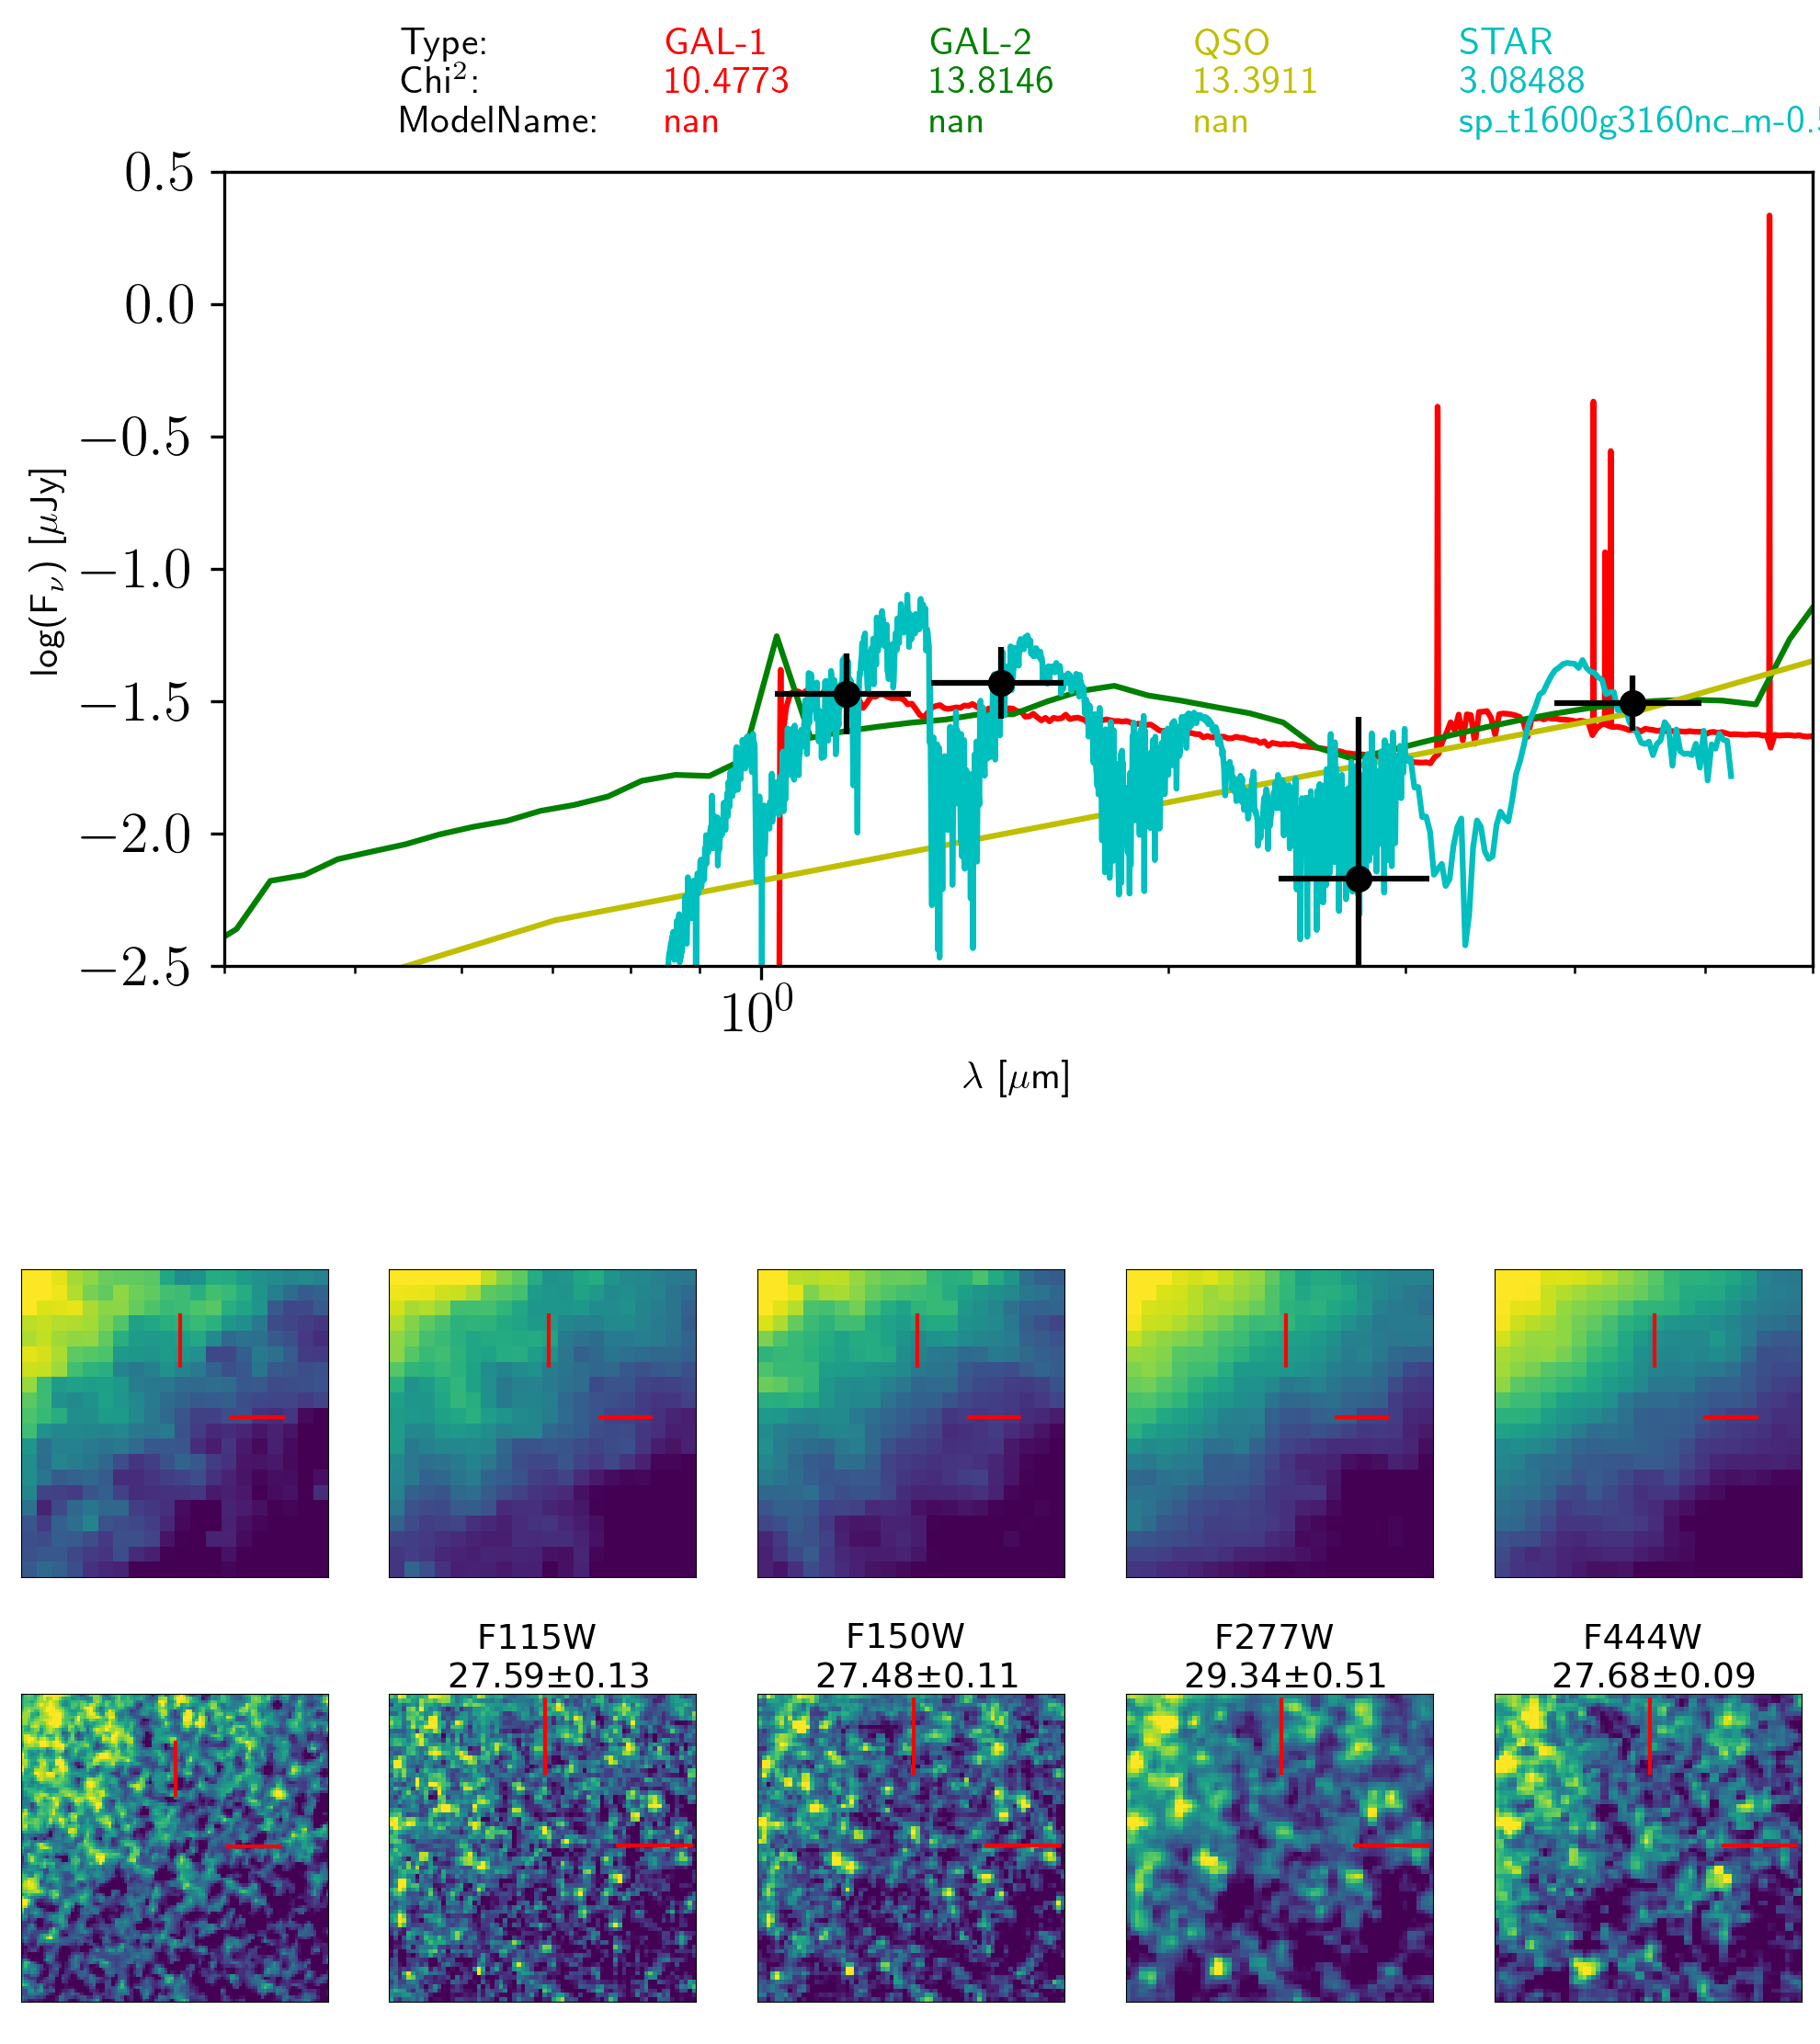 Type: GAL-1 GAL-2 QSO STAR
Chi²: 10.4773 13.8146 13.3911 3.08488
ModelName: nan nan nan sp_t1600g3160nc_m-0.5
0.5
0.0
−0.5
−1.0
−1.5
−2.0
−2.5
log(Fν) [μJy]
10⁰
λ [μm]
F115W F150W F277W F444W
27.59±0.13 27.48±0.11 29.34±0.51 27.68±0.09